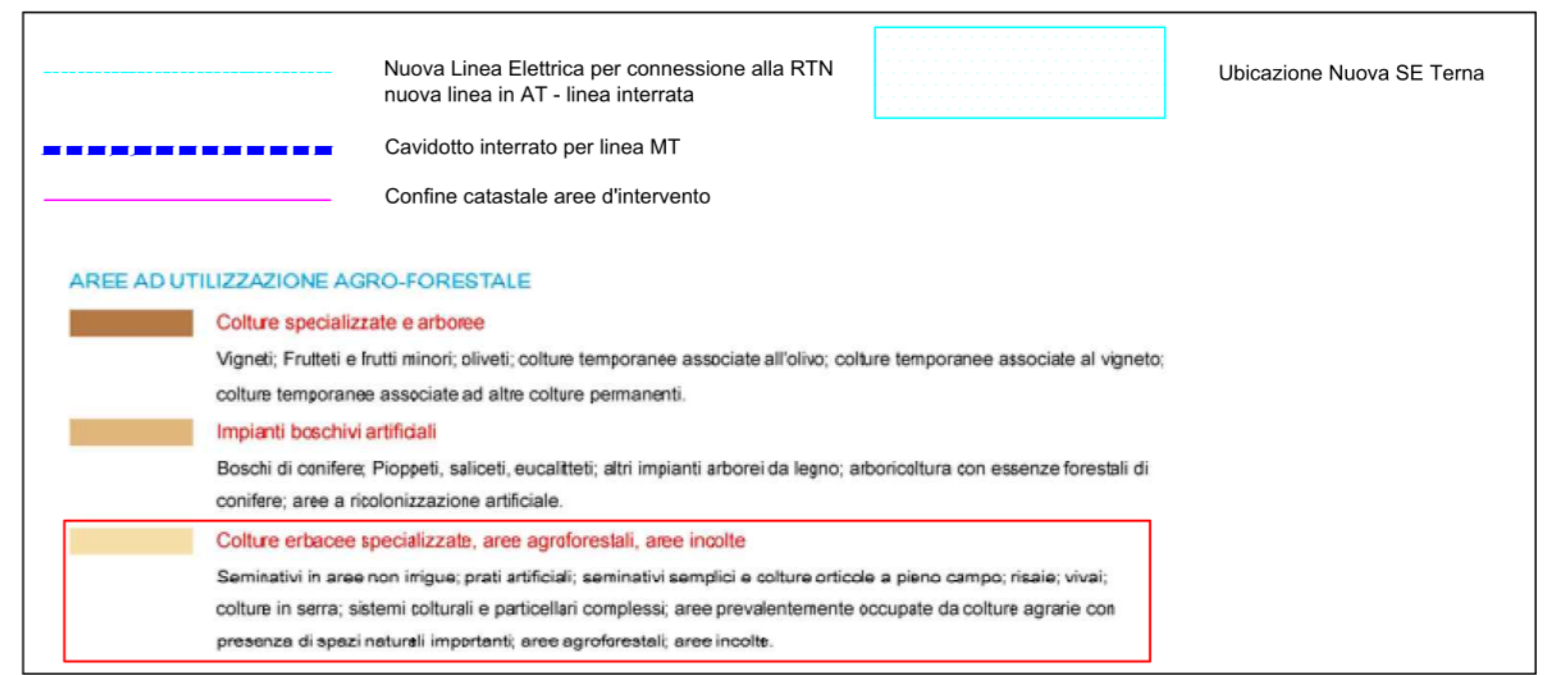 Nuova Linea Elettrica per connessione alla RTN
nuova linea in AT - linea interrata
Ubicazione Nuova SE Terna
Cavidotto interrato per linea MT
Confine catastale aree d'intervento
AREE AD UTILIZZAZIONE AGRO-FORESTALE
Colture specializzate e arboree
Vigneti; Frutteti e frutti minori; oliveti; colture temporanee associate all'olivo; colture temporanee associate al vigneto;
colture temporanee associate ad altre colture permanenti.
Impianti boschivi artificiali
Boschi di conifere; Pioppeti, saliceti, eucalitteti; altri impianti arborei da legno; arboricoltura con essenze forestali di
conifere; aree a ricolonizzazione artificiale.
Colture erbacee specializzate, aree agroforestali, aree incolte
Seminativi in aree non irrigue; prati artificiali; seminativi semplici e colture orticole a pieno campo; risaie; vivai;
colture in serra; sistemi colturali e particellari complessi; aree prevalentemente occupate da colture agrarie con
presenza di spazi naturali importanti; aree agroforestali; aree incolte.